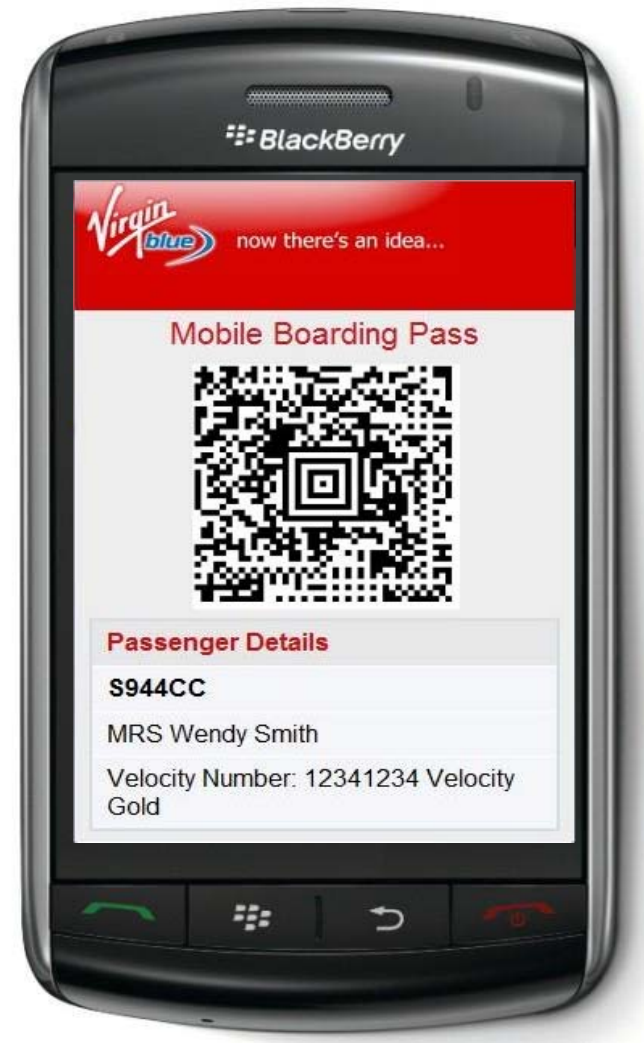 BlackBerry
Virgin
blue
now there's an idea...
Mobile Boarding Pass
Passenger Details
S944CC
MRS Wendy Smith
Velocity Number: 12341234 Velocity
Gold